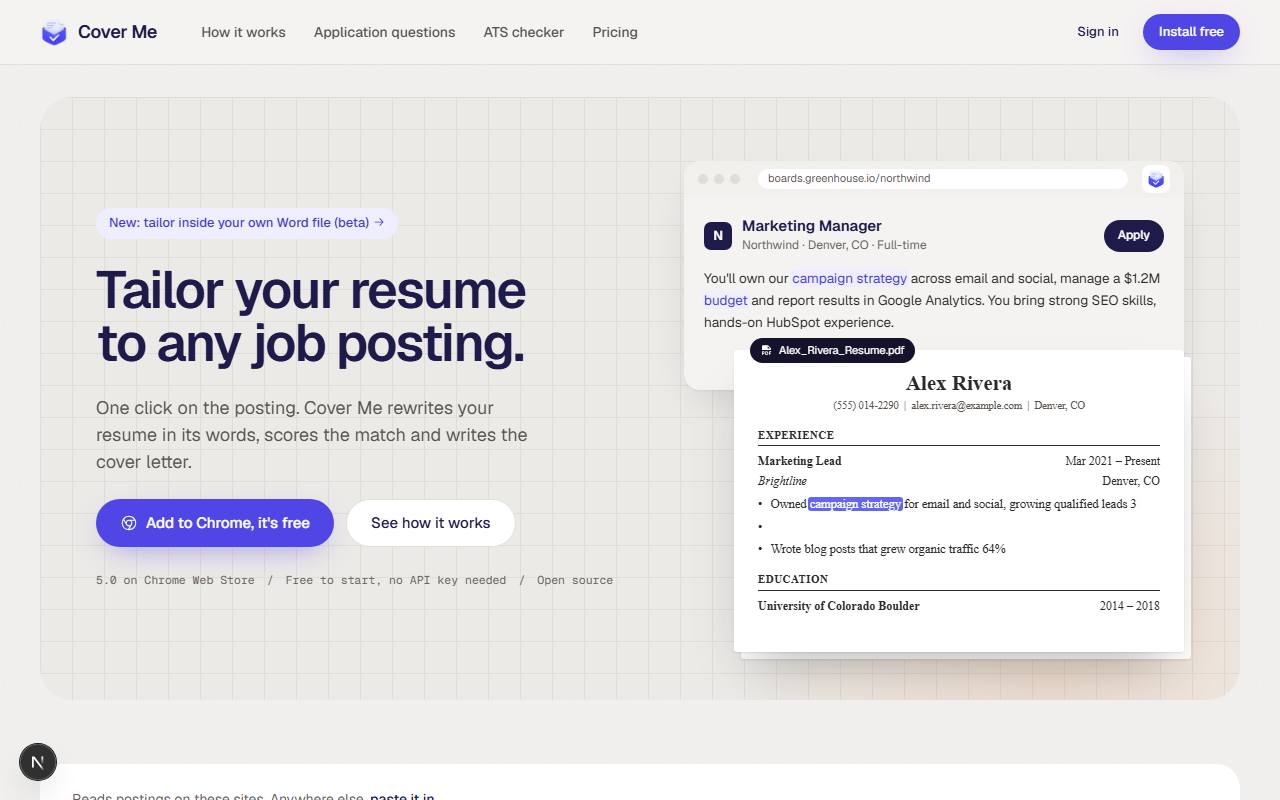 Cover Me
How it works
Application questions
ATS checker
Pricing
Sign in
Install free
New: tailor inside your own Word file (beta) →
Tailor your resume
to any job posting.
One click on the posting. Cover Me rewrites your
resume in its words, scores the match and writes the
cover letter.
Add to Chrome, it's free
See how it works
5.0 on Chrome Web Store / Free to start, no API key needed / Open source
boards.greenhouse.io/northwind
N
Marketing Manager
Northwind · Denver, CO · Full-time
Apply
You'll own our campaign strategy across email and social, manage a $1.2M
budget and report results in Google Analytics. You bring strong SEO skills,
hands-on HubSpot experience.
PDF
Alex_Rivera_Resume.pdf
Alex Rivera
(555) 014-2290 | alex.rivera@example.com | Denver, CO
EXPERIENCE
Marketing Lead
Mar 2021 – Present
Brightline
Denver, CO
• Owned campaign strategy for email and social, growing qualified leads 3
•
• Wrote blog posts that grew organic traffic 64%
EDUCATION
University of Colorado Boulder
2014 – 2018
N
Reads postings on these sites. Anywhere else, paste it in